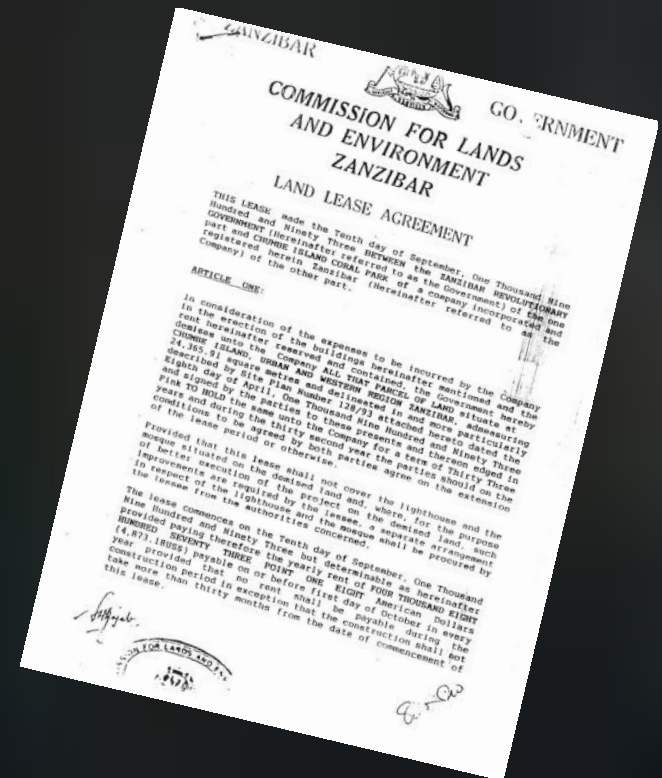 ZANZIBAR
GO. ERNMENT
COMMISSION FOR LANDS
AND ENVIRONMENT
ZANZIBAR
LAND LEASE AGREEMENT
THIS LEASE made the Tenth day of September, One Thousand Nine
Hundred and Ninety Three BETWEEN the ZANZIBAR REVOLUTIONARY
GOVERNMENT (Hereinafter referred to as the Government) of the one
part and CHUMBE ISLAND CORAL PARK of a company incorporated and
registered herein Zanzibar (Hereinafter referred to as the
Company) of the other part.
ARTICLE ONE:
In consideration of the expenses to be incurred by the Company
in the erection of the buildings hereinafter mentioned and the
rent hereinafter reserved and contained, the Government hereby
demises unto the Company ALL THAT PARCEL OF LAND situate at
CHUMBE ISLAND, URBAN AND WESTERN REGION ZANZIBAR, admeasuring
24,365.91 square metres and delineated in and more particularly
described by Site Plan Number 128/93 attached hereto dated the
Eighth day of April, One Thousand Nine Hundred and Ninety Three
and signed by the parties to these presents and thereon edged in
Pink TO HOLD the same unto the Company for a term of Thirty Three
years and during the thirty second year the parties should on the
conditions to be agreed by both parties agree on the extension
of the lease period or otherwise.
Provided that this lease shall not cover the lighthouse and the
mosque situated on the demised land and, where, for the purpose
of better execution of the project on the demised land, such
improvements are required by the lessee, a separate arrangement
in respect of the lighthouse and the mosque shall be procured by
the lessee from the authorities concerned.
The lease commences on the Tenth day of September, One Thousand
Nine Hundred and Ninety Three but determinable as hereinafter
provided paying therefore the yearly rent of FOUR THOUSAND EIGHT
HUNDRED SEVENTY THREE POINT ONE EIGHT American Dollars
(4,873.18US$) payable on or before first day of October in every
year, provided that no rent shall be payable during the
construction period in exception that the construction shall not
take more than thirty months from the date of commencement of
this lease.
FOR LANDS AND